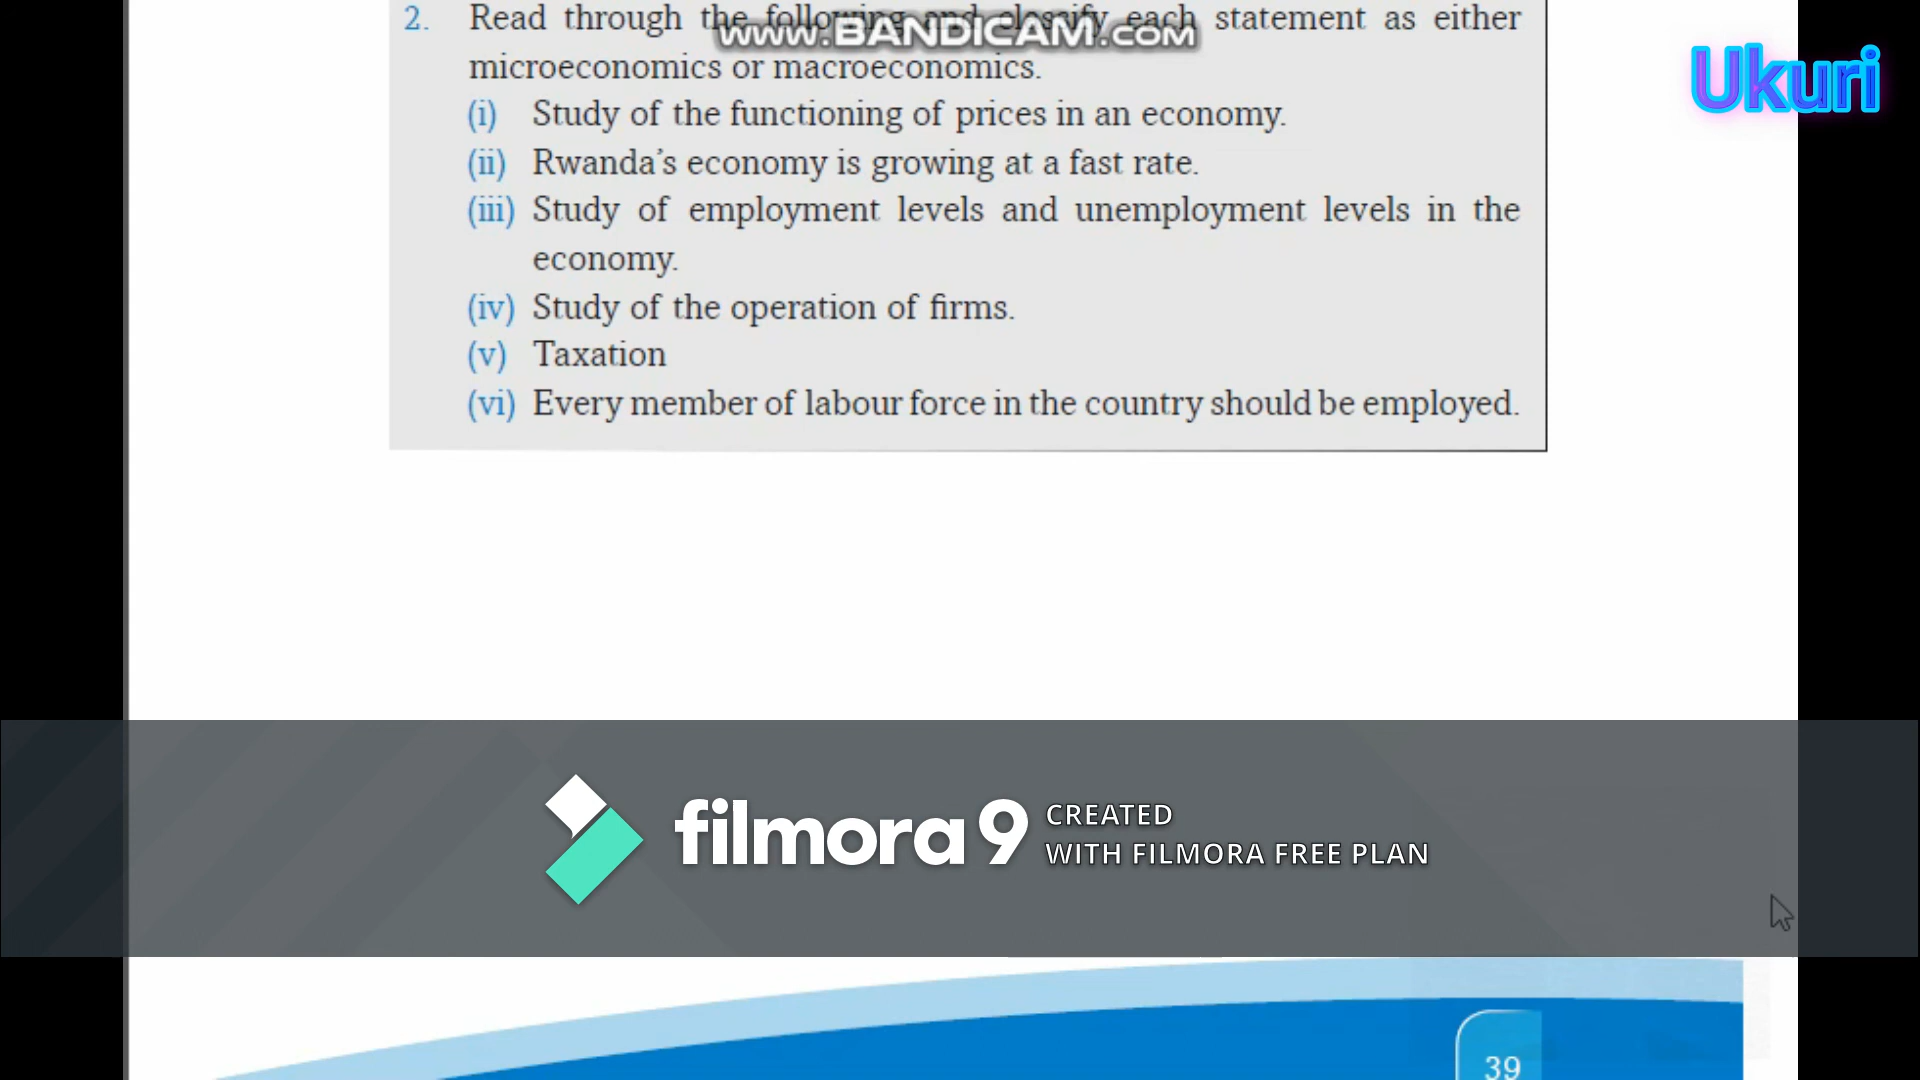 2. Read through the following and classify each statement as either
www.BANDICAM.com
Ukuri
microeconomics or macroeconomics.
(i) Study of the functioning of prices in an economy.
(ii) Rwanda's economy is growing at a fast rate.
(iii) Study of employment levels and unemployment levels in the
economy.
(iv) Study of the operation of firms.
(v) Taxation
(vi) Every member of labour force in the country should be employed.
filmora 9 CREATED
WITH FILMORA FREE PLAN
39